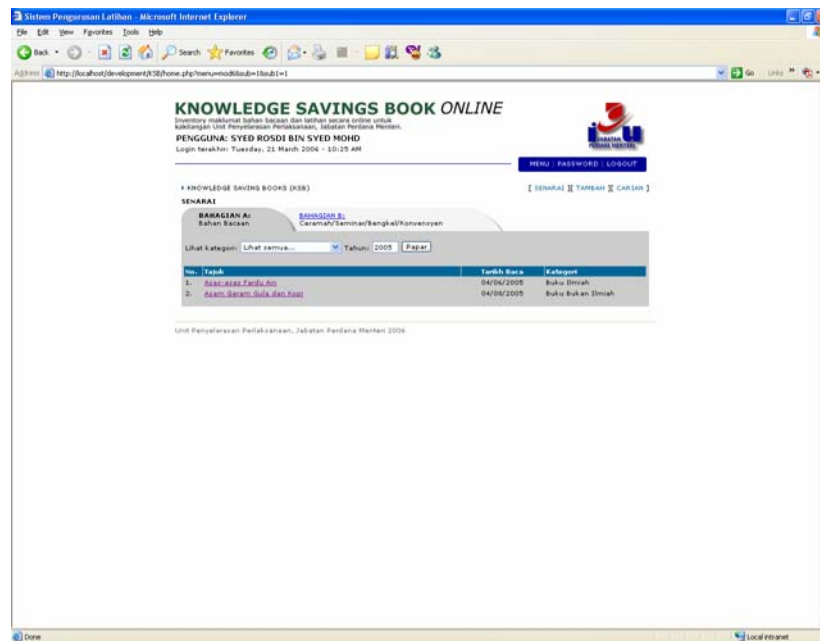 Sistem Pengurusan Latihan - Microsoft Internet Explorer
File Edit View Favorites Tools Help
Back Search Favorites
Address http://localhost/development/KSB/home.php?menu=mod6&sub=1&sub1=1 Go Links
KNOWLEDGE SAVINGS BOOK ONLINE
Inventory maklumat bahan bacaan dan latihan secara online untuk
kakitangan Unit Penyelarasan Perlaksanaan, Jabatan Perdana Menteri.
PENGGUNA: SYED ROSDI BIN SYED MOHD
Login terakhir: Tuesday, 21 March 2006 - 10:25 AM
JABATAN
PERDANA MENTERI
MENU | PASSWORD | LOGOUT
KNOWLEDGE SAVING BOOKS (KSB) [ SENARAI ][ TAMBAH ][ CARIAN ]
SENARAI
BAHAGIAN A: BAHAGIAN B:
Bahan Bacaan Ceramah/Seminar/Bengkel/Konvensyen
Lihat kategori: Lihat semua... Tahun: 2005 Papar
No. Tajuk Tarikh Baca Kategori
1. Asas-asas Fardu Ain 04/06/2005 Buku Ilmiah
2. Asam Garam Gula dan Kopi 04/08/2005 Buku Bukan Ilmiah
Unit Penyelarasan Perlaksanaan, Jabatan Perdana Menteri 2006
Done Local intranet